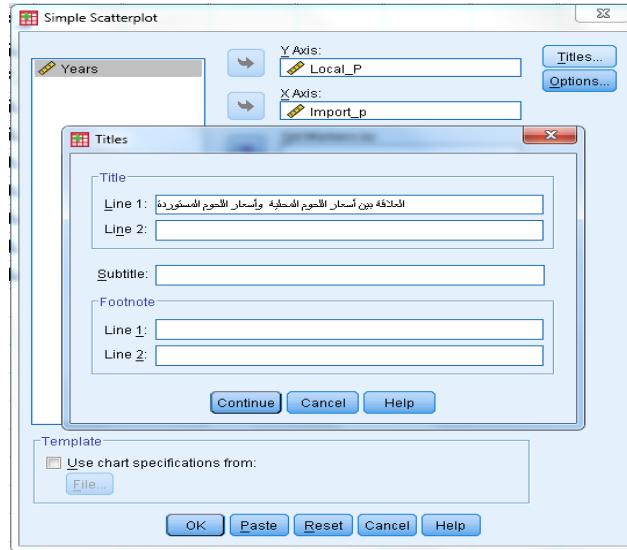 Simple Scatterplot
Years
Y Axis:
Local_P
X Axis:
Import_p
Titles...
Options...
Titles
Title
Line 1: العلاقة بين أسعار اللحوم المحلية وأسعار اللحوم المستوردة
Line 2:
Subtitle:
Footnote
Line 1:
Line 2:
Continue Cancel Help
Template
Use chart specifications from:
File...
OK Paste Reset Cancel Help